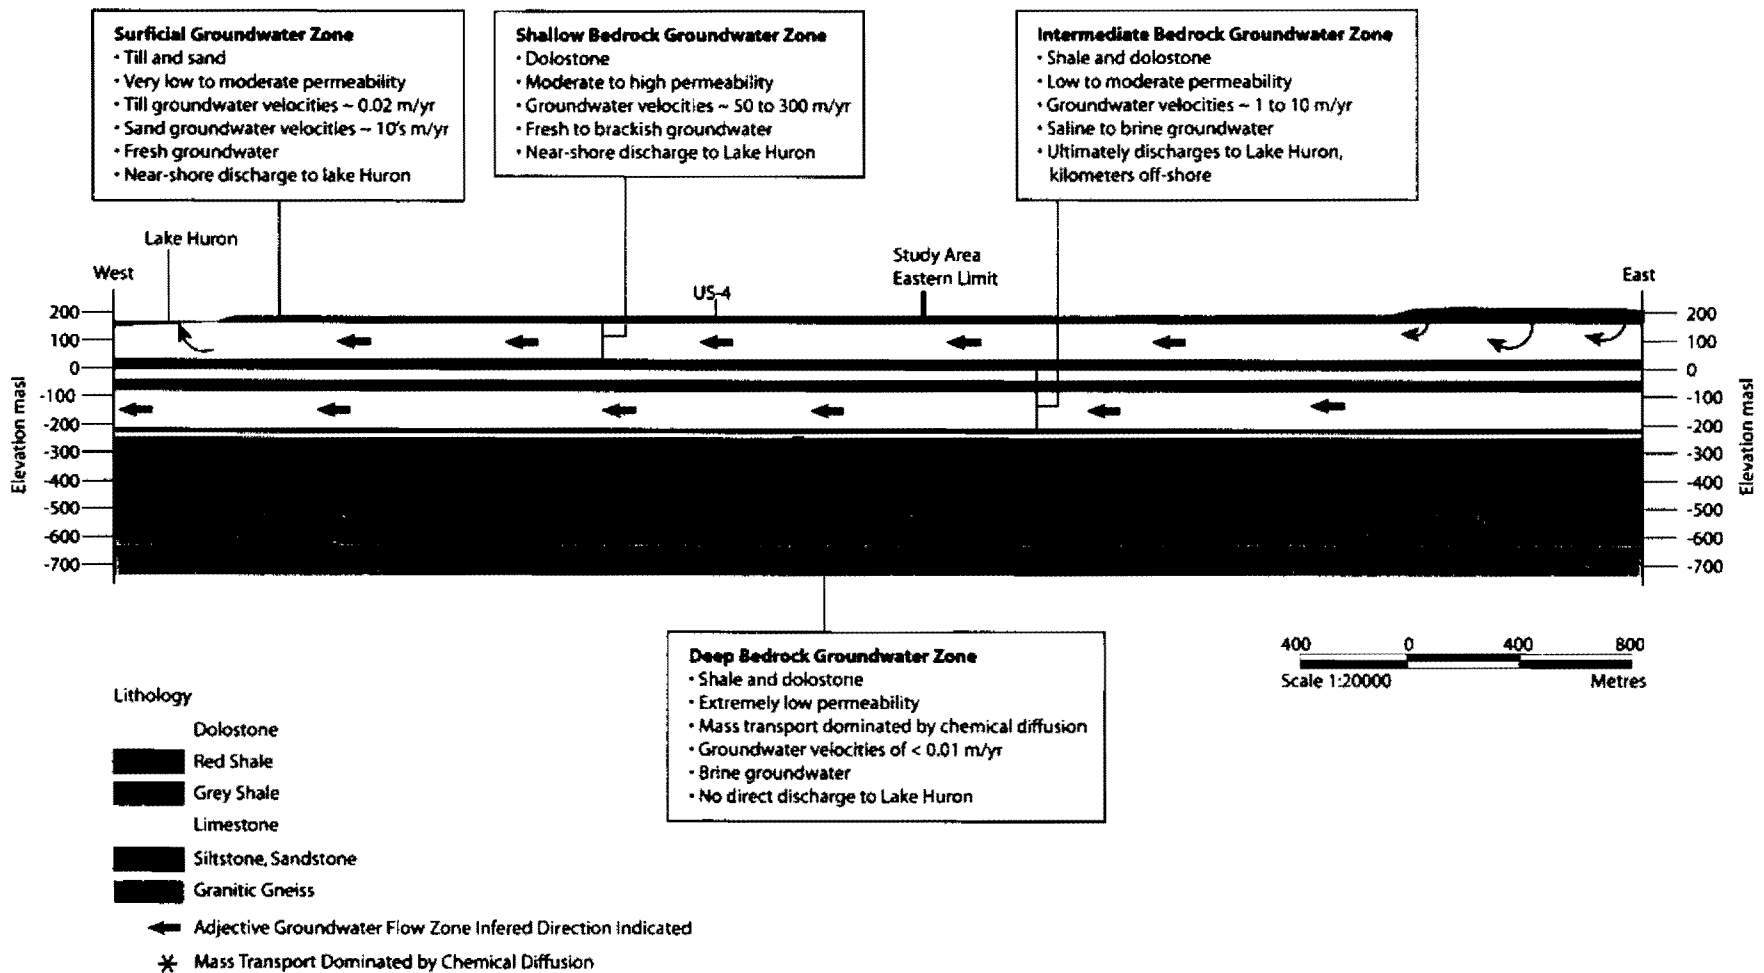 Surficial Groundwater Zone
· Till and sand
· Very low to moderate permeability
· Till groundwater velocities ~ 0.02 m/yr
· Sand groundwater velocities ~ 10's m/yr
· Fresh groundwater
· Near-shore discharge to lake Huron
Shallow Bedrock Groundwater Zone
· Dolostone
· Moderate to high permeability
· Groundwater velocities ~ 50 to 300 m/yr
· Fresh to brackish groundwater
· Near-shore discharge to Lake Huron
Intermediate Bedrock Groundwater Zone
· Shale and dolostone
· Low to moderate permeability
· Groundwater velocities ~ 1 to 10 m/yr
· Saline to brine groundwater
· Ultimately discharges to Lake Huron,
kilometers off-shore
Lake Huron
West
US-4
Study Area
Eastern Limit
East
Elevation masl
200
100
0
-100
-200
-300
-400
-500
-600
-700
200
100
0
-100
-200
-300
-400
-500
-600
-700
Elevation masl
Deep Bedrock Groundwater Zone
· Shale and dolostone
· Extremely low permeability
· Mass transport dominated by chemical diffusion
· Groundwater velocities of < 0.01 m/yr
· Brine groundwater
· No direct discharge to Lake Huron
400 0 400 800
Scale 1:20000 Metres
Lithology
Dolostone
Red Shale
Grey Shale
Limestone
Siltstone, Sandstone
Granitic Gneiss
Adjective Groundwater Flow Zone Infered Direction Indicated
Mass Transport Dominated by Chemical Diffusion